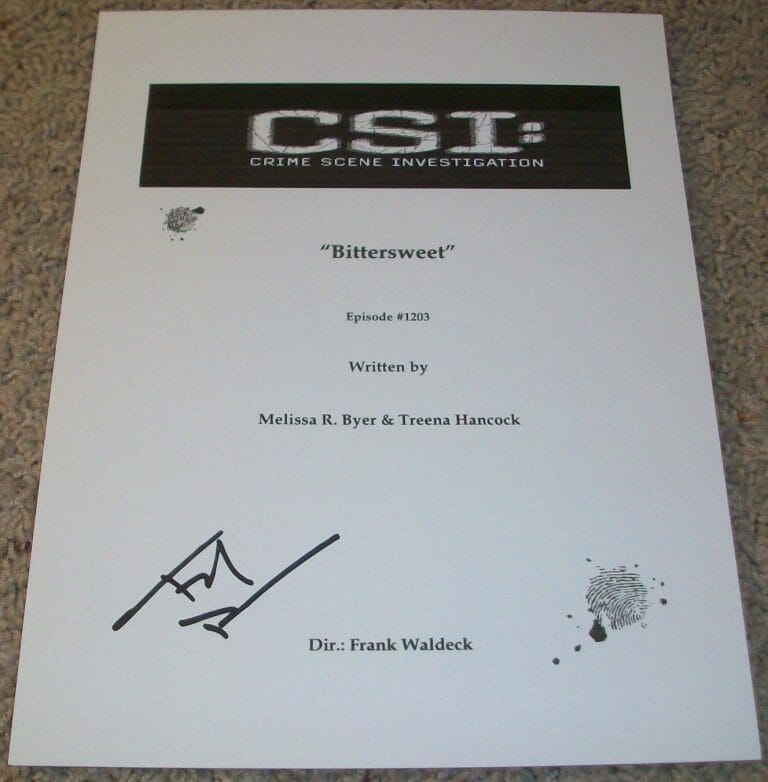 CSI:
CRIME SCENE INVESTIGATION
“Bittersweet”
Episode #1203
Written by
Melissa R. Byer & Treena Hancock
Dir.: Frank Waldeck